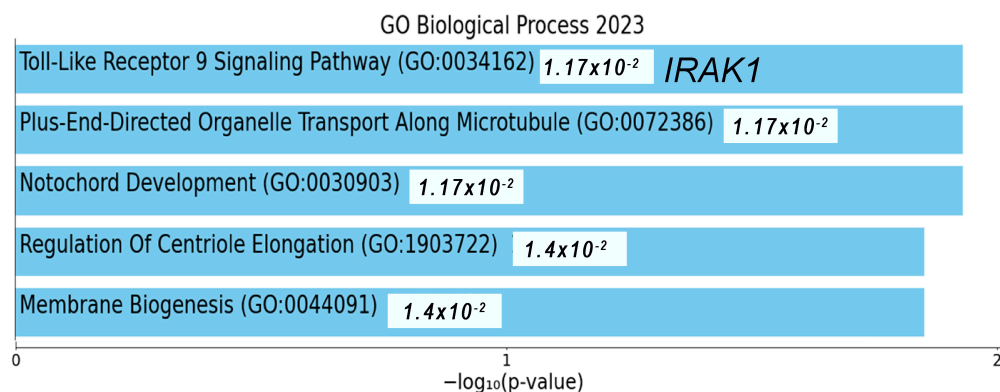 GO Biological Process 2023
Toll-Like Receptor 9 Signaling Pathway (GO:0034162) 1.17x10⁻² IRAK1
Plus-End-Directed Organelle Transport Along Microtubule (GO:0072386) 1.17x10⁻²
Notochord Development (GO:0030903) 1.17x10⁻²
Regulation Of Centriole Elongation (GO:1903722) 1.4x10⁻²
Membrane Biogenesis (GO:0044091) 1.4x10⁻²
0 1 2
−log₁₀(p-value)